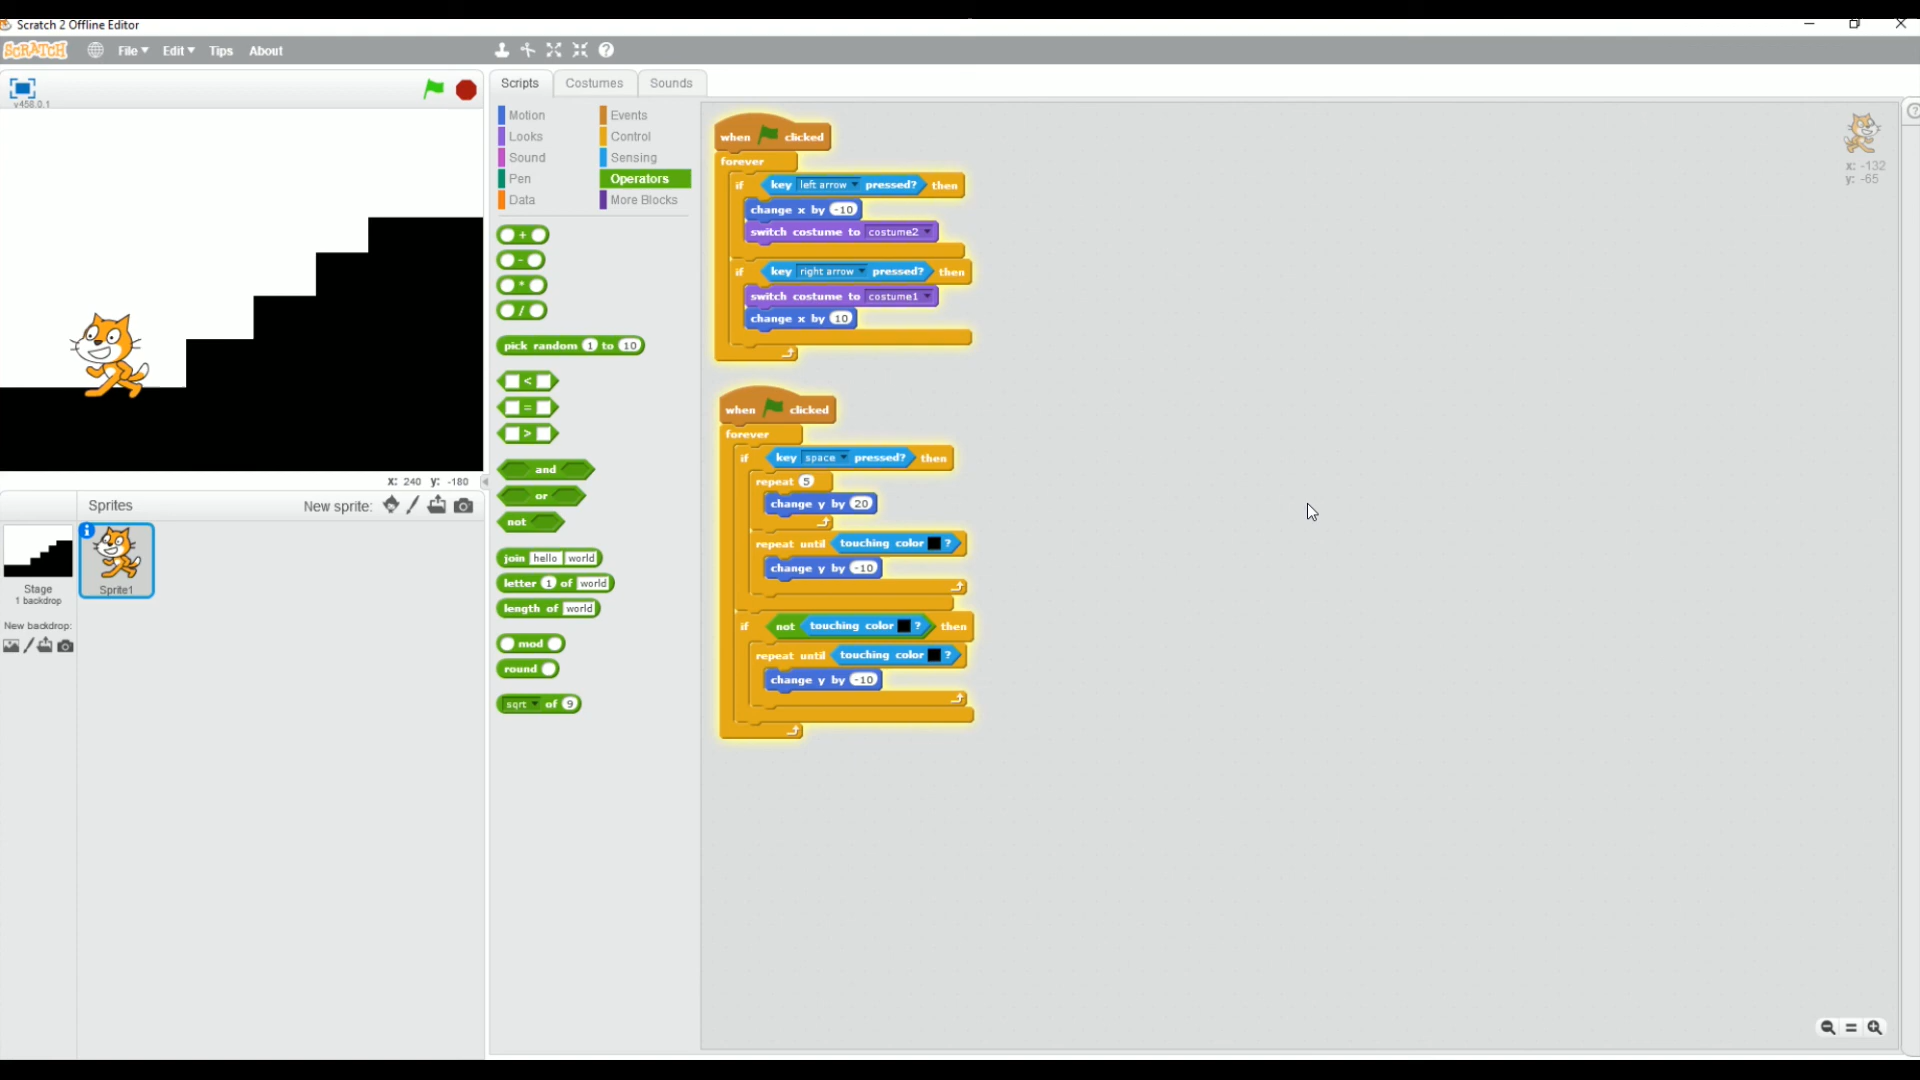 Scratch 2 Offline Editor
SCRATCH File Edit Tips About
v458.0.1
X: 240 y: -180
Sprites New sprite:
Stage
1 backdrop
Sprite1
New backdrop:
Scripts Costumes Sounds
Motion Events
Looks Control
Sound Sensing
Pen Operators
Data More Blocks
+
-
*
/
pick random 1 to 10
<
=
>
and
or
not
join hello world
letter 1 of world
length of world
mod
round
sqrt of 9
when clicked
forever
if key left arrow pressed? then
change x by -10
switch costume to costume2
if key right arrow pressed? then
switch costume to costume1
change x by 10
when clicked
forever
if key space pressed? then
repeat 5
change y by 20
repeat until touching color ?
change y by -10
if not touching color ? then
repeat until touching color ?
change y by -10
x: -132
y: -65